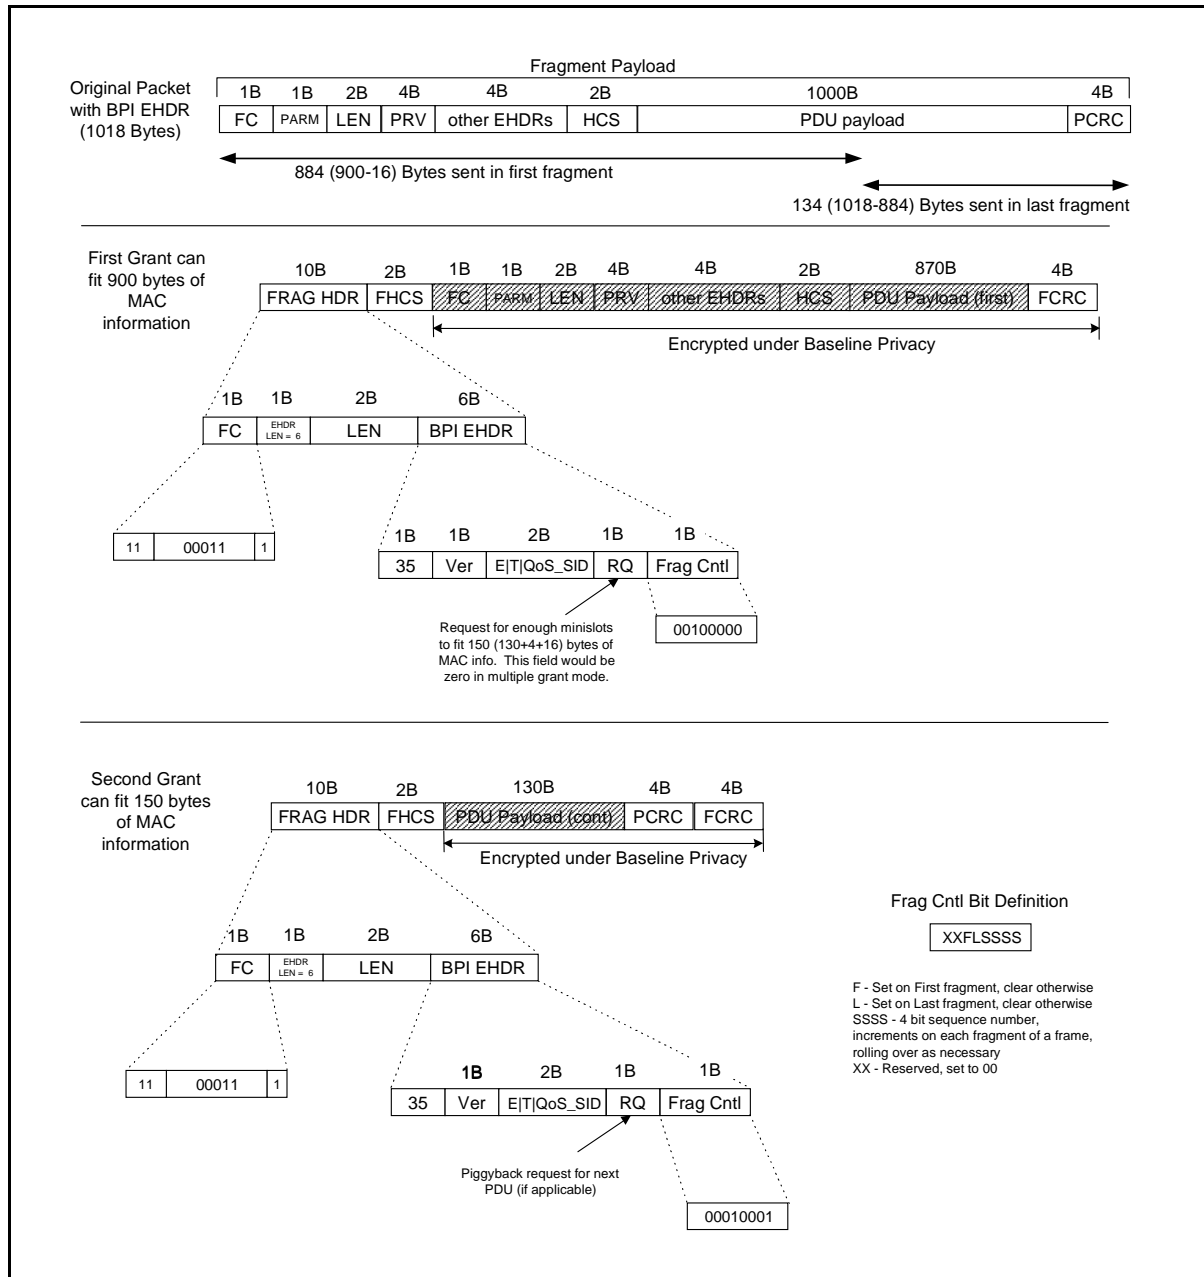 Fragment Payload
Original Packet
with BPI EHDR
(1018 Bytes)
1B 1B 2B 4B 4B 2B 1000B 4B
FC PARM LEN PRV other EHDRs HCS PDU payload PCRC
884 (900-16) Bytes sent in first fragment
134 (1018-884) Bytes sent in last fragment
First Grant can
fit 900 bytes of
MAC
information
10B 2B 1B 1B 2B 4B 4B 2B 870B 4B
FRAG HDR FHCS FC PARM LEN PRV other EHDRs HCS PDU Payload (first) FCRC
Encrypted under Baseline Privacy
1B 1B 2B 6B
FC EHDR LEN = 6 LEN BPI EHDR
11 00011 1
1B 1B 2B 1B 1B
35 Ver E|T|QoS_SID RQ Frag Cntl
Request for enough minislots
to fit 150 (130+4+16) bytes of
MAC info. This field would be
zero in multiple grant mode.
00100000
Second Grant
can fit 150 bytes
of MAC
information
10B 2B 130B 4B 4B
FRAG HDR FHCS PDU Payload (cont) PCRC FCRC
Encrypted under Baseline Privacy
1B 1B 2B 6B
FC EHDR LEN = 6 LEN BPI EHDR
11 00011 1
1B 2B 1B 1B
35 Ver E|T|QoS_SID RQ Frag Cntl
Piggyback request for next
PDU (if applicable)
00010001
Frag Cntl Bit Definition
XXFLSSSS
F - Set on First fragment, clear otherwise
L - Set on Last fragment, clear otherwise
SSSS - 4 bit sequence number,
increments on each fragment of a frame,
rolling over as necessary
XX - Reserved, set to 00